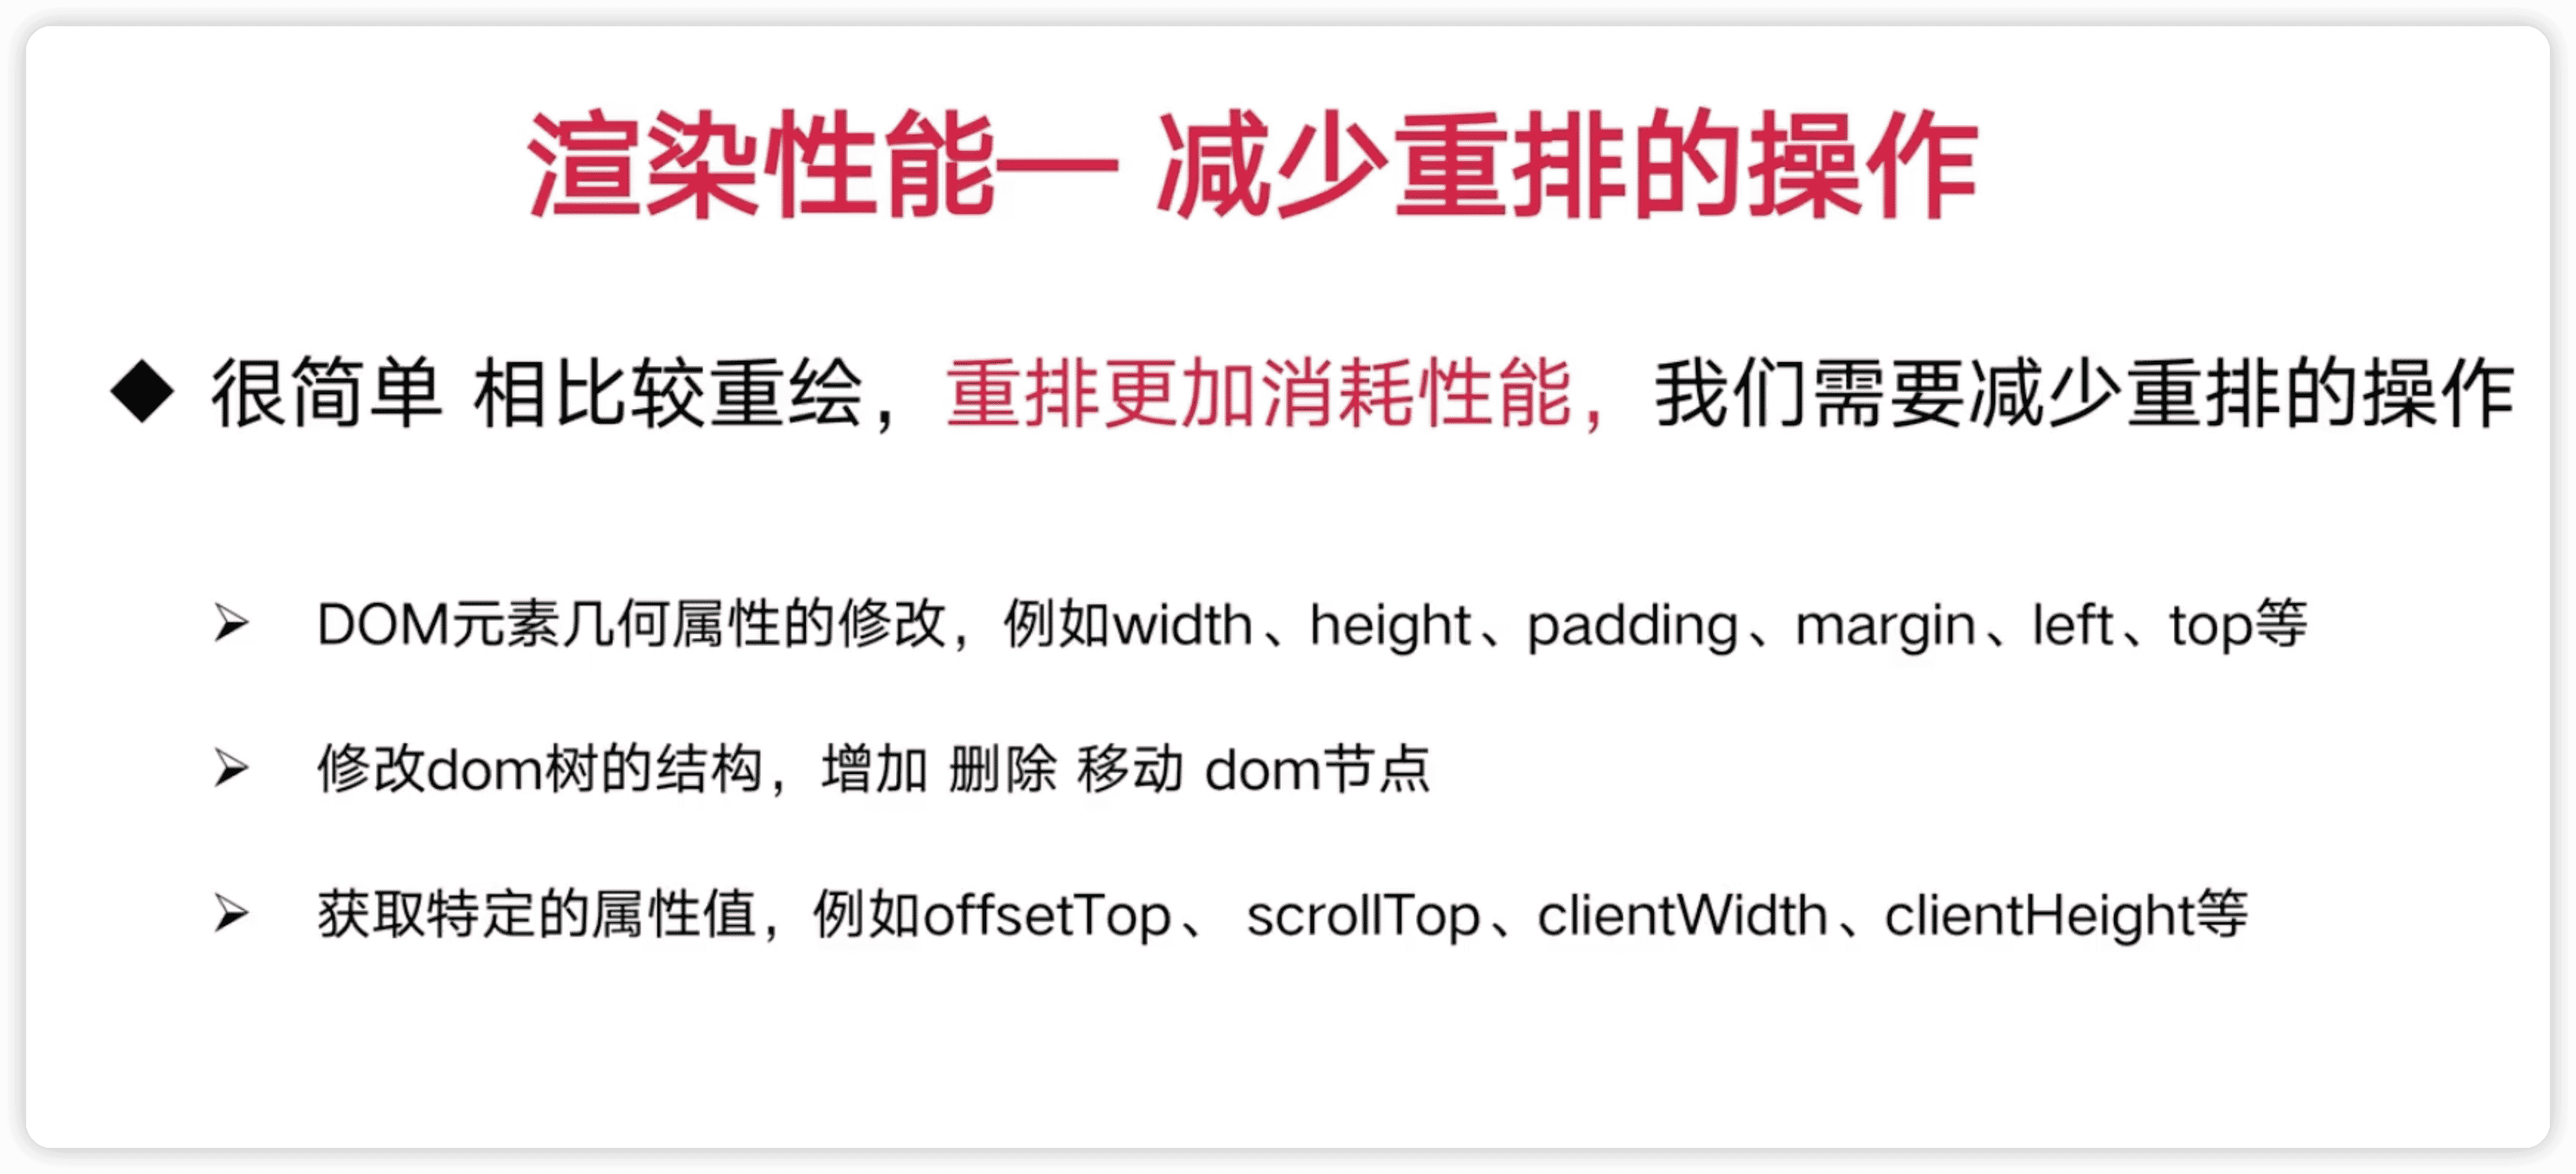 渲染性能— 减少重排的操作
◆ 很简单 相比较重绘，重排更加消耗性能，我们需要减少重排的操作
➢ DOM元素几何属性的修改，例如width、height、padding、margin、left、top等
➢ 修改dom树的结构，增加 删除 移动 dom节点
➢ 获取特定的属性值，例如offsetTop、 scrollTop、clientWidth、clientHeight等